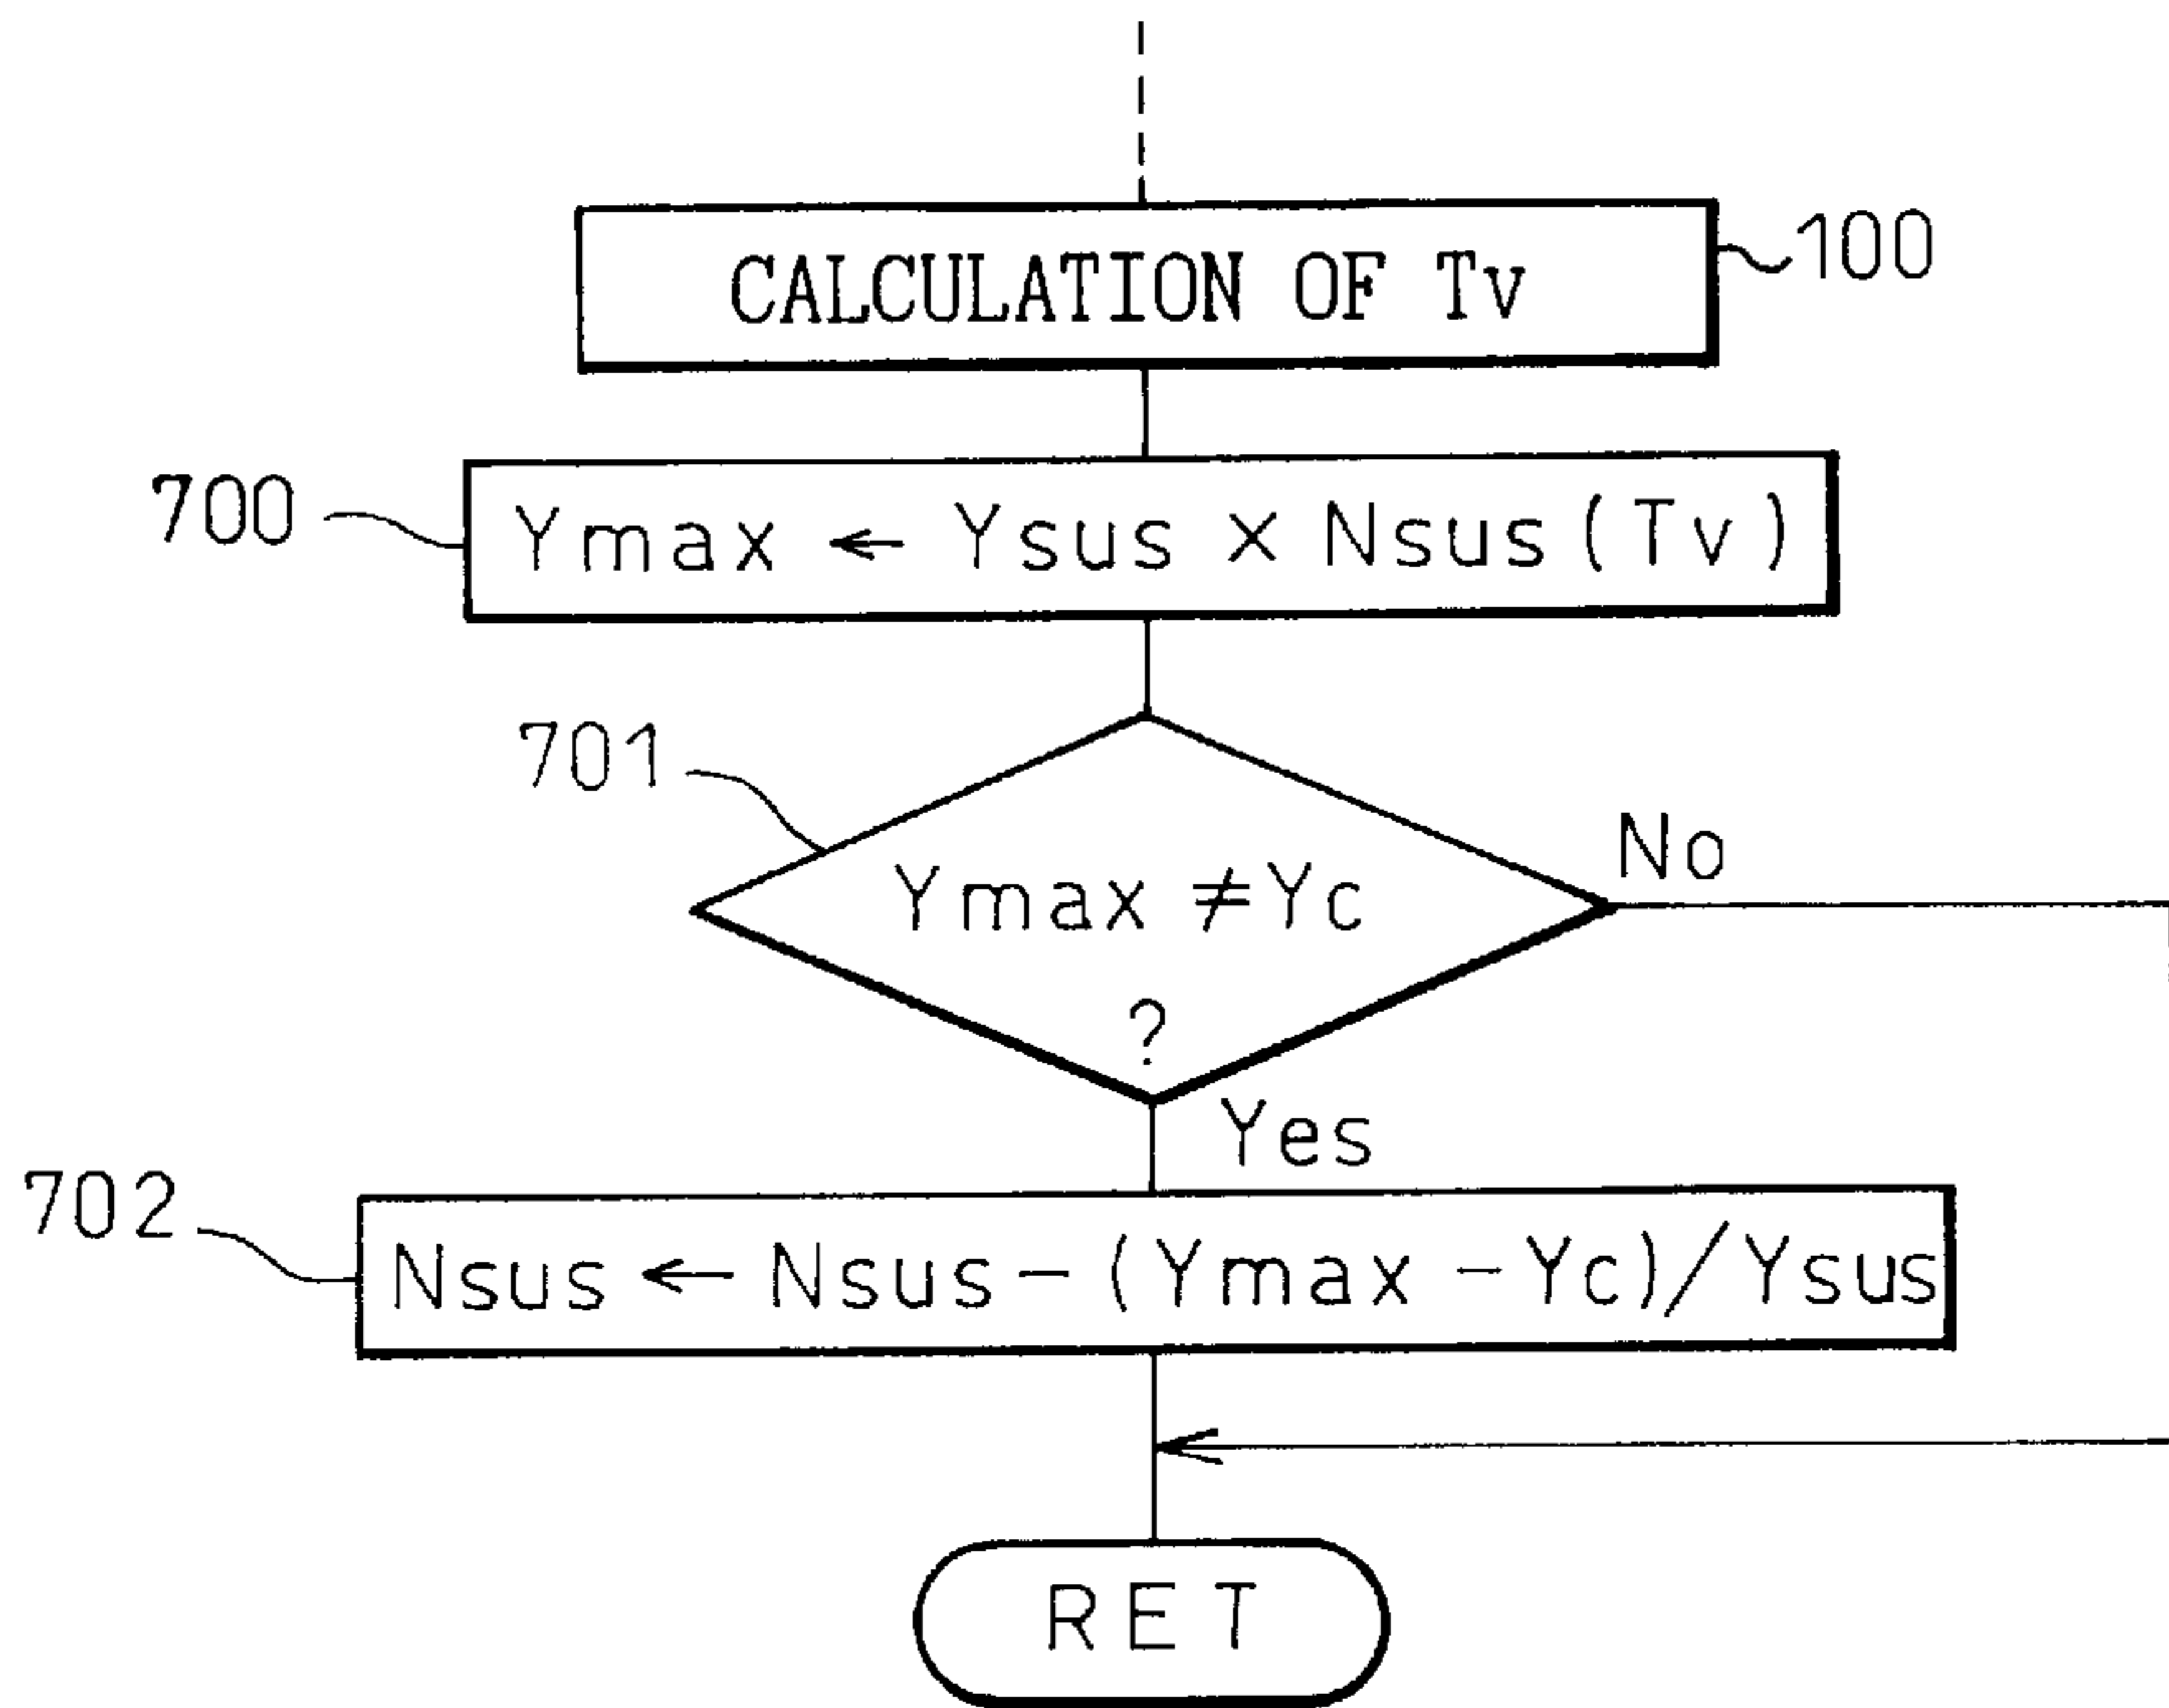 CALCULATION OF Tv
100
700
Ymax ← Ysus × Nsus(Tv)
701
No
Ymax ≠Yc
?
Yes
702
Nsus ← Nsus−(Ymax −Yc)/Ysus
RET